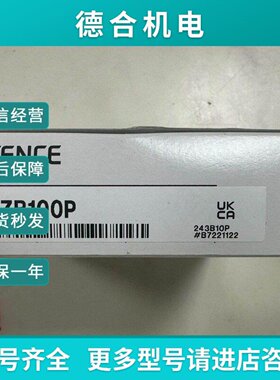 德合机电
信经营
ENCE
后保障
ZB100P
UK
CA
货秒发
243B10P
#B7221122
保一年
号齐全 更多型号请进店咨